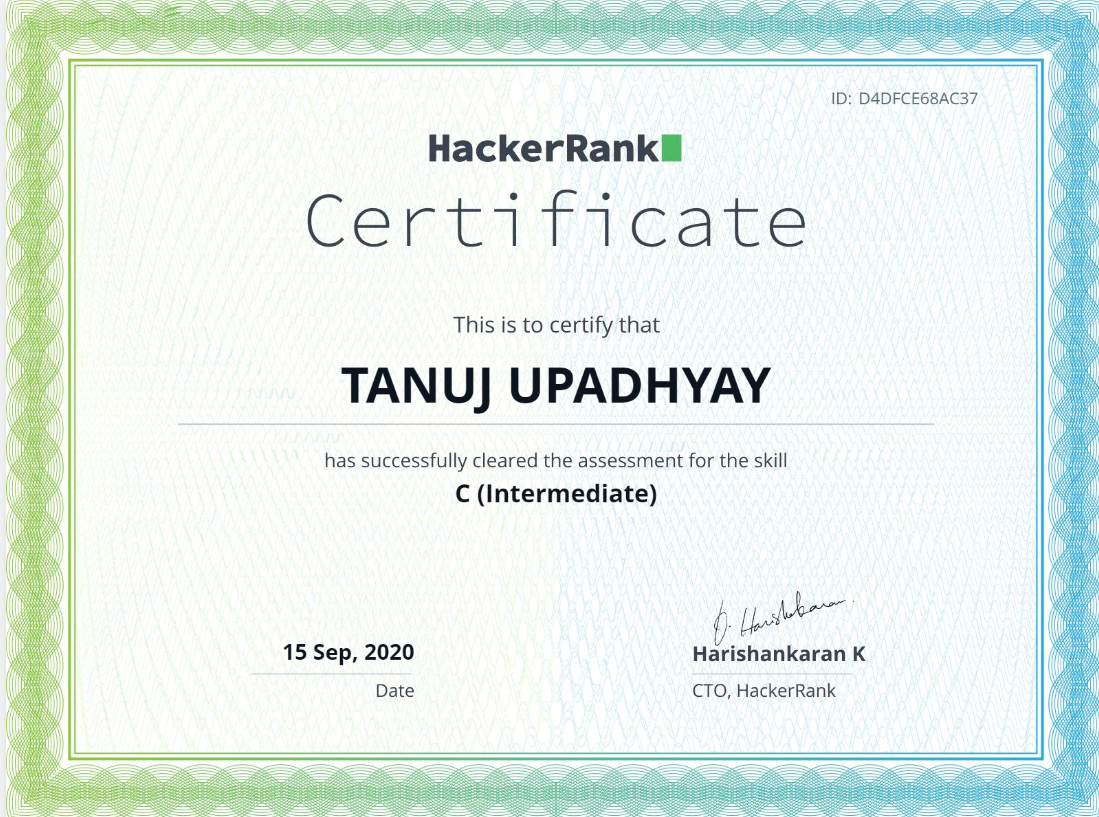 ID: D4DFCE68AC37
HackerRank
Certificate
This is to certify that
TANUJ UPADHYAY
has successfully cleared the assessment for the skill
C (Intermediate)
D. Harishankaran
15 Sep, 2020
Harishankaran K
Date
CTO, HackerRank